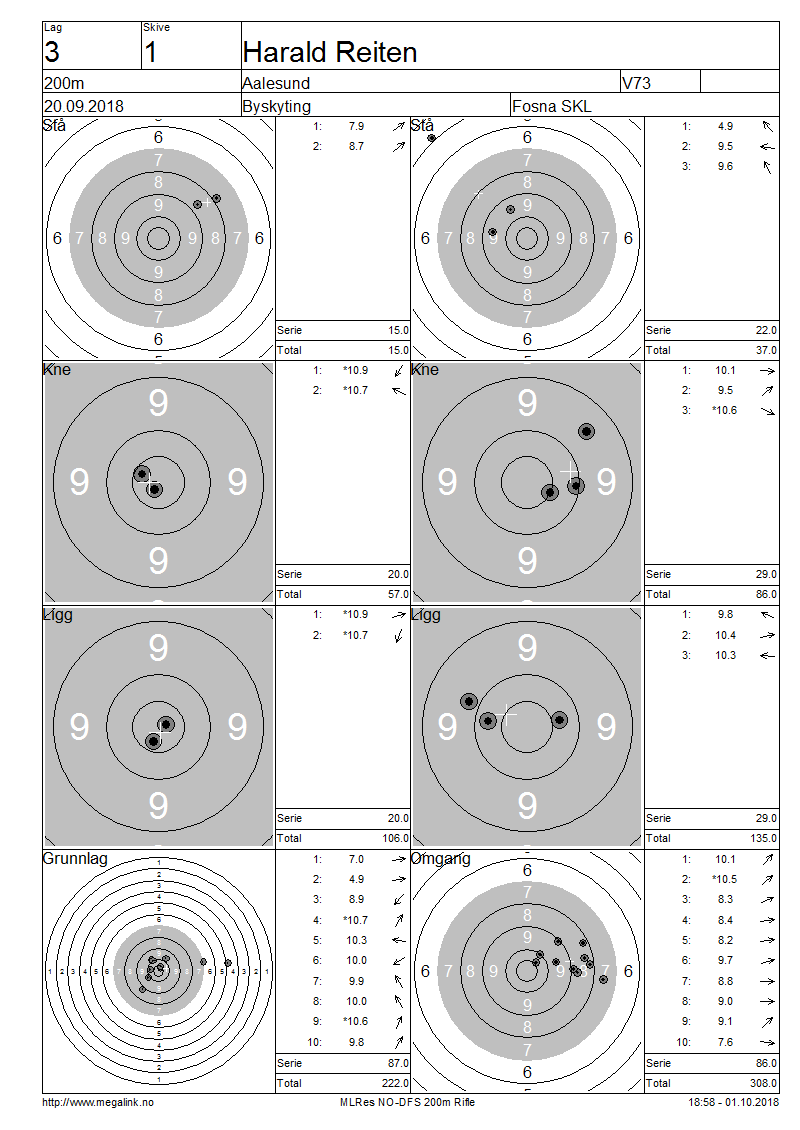 Lag Skive
3 1 Harald Reiten
200m Aalesund V73
20.09.2018 Byskyting Fosna SKL
Stå
6
7
8
9
6 7 8 9 9 8 7 6
9
8
7
6
1: 7.9
2: 8.7
Serie 15.0
Total 15.0
Stå
6
7
8
9
6 7 8 9 9 8 7 6
9
8
7
6
1: 4.9
2: 9.5
3: 9.6
Serie 22.0
Total 37.0
Kne
9
9 9
9
1: *10.9
2: *10.7
Serie 20.0
Total 57.0
Kne
9
9 9
9
1: 10.1
2: 9.5
3: *10.6
Serie 29.0
Total 86.0
Ligg
9
9 9
9
1: *10.9
2: *10.7
Serie 20.0
Total 106.0
Ligg
9
9 9
9
1: 9.8
2: 10.4
3: 10.3
Serie 29.0
Total 135.0
Grunnlag
1
2
3
4
5
6
7
8
1 2 3 4 5 6 7 8 7 6 5 4 3 2 1
8
7
6
5
4
3
2
1
1: 7.0
2: 4.9
3: 8.9
4: *10.7
5: 10.3
6: 10.0
7: 9.9
8: 10.0
9: *10.6
10: 9.8
Serie 87.0
Total 222.0
Omgang
6
7
8
9
6 7 8 9 9 8 7 6
9
8
7
6
1: 10.1
2: *10.5
3: 8.3
4: 8.4
5: 8.2
6: 9.7
7: 8.8
8: 9.0
9: 9.1
10: 7.6
Serie 86.0
Total 308.0
http://www.megalink.no MLRes NO-DFS 200m Rifle 18:58 - 01.10.2018